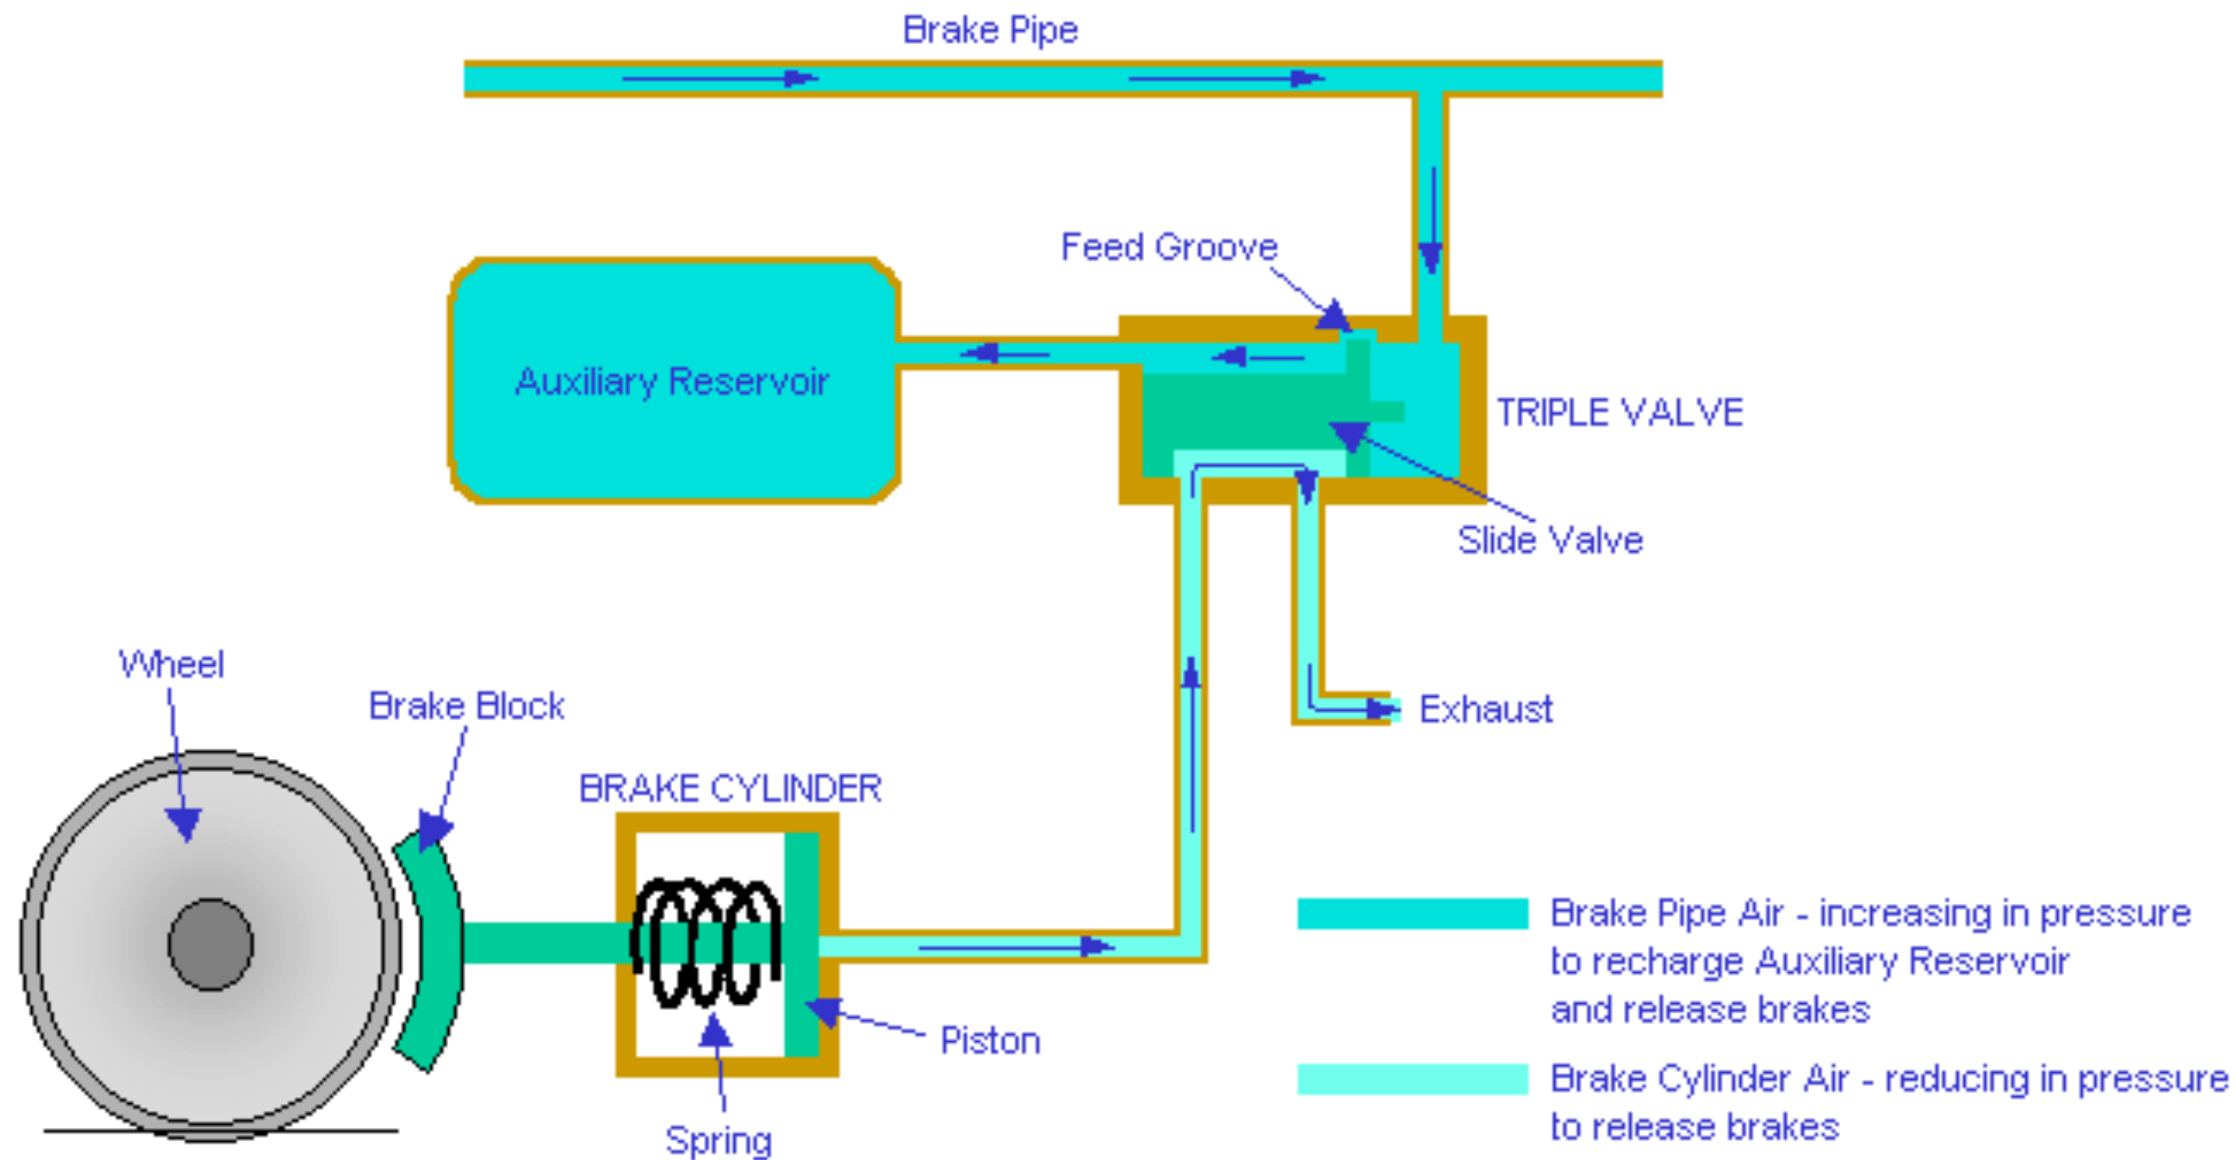 Brake Pipe
Feed Groove
Auxiliary Reservoir
TRIPLE VALVE
Slide Valve
Wheel
Brake Block
Exhaust
BRAKE CYLINDER
Brake Pipe Air - increasing in pressure
to recharge Auxiliary Reservoir
and release brakes
Piston
Brake Cylinder Air - reducing in pressure
to release brakes
Spring